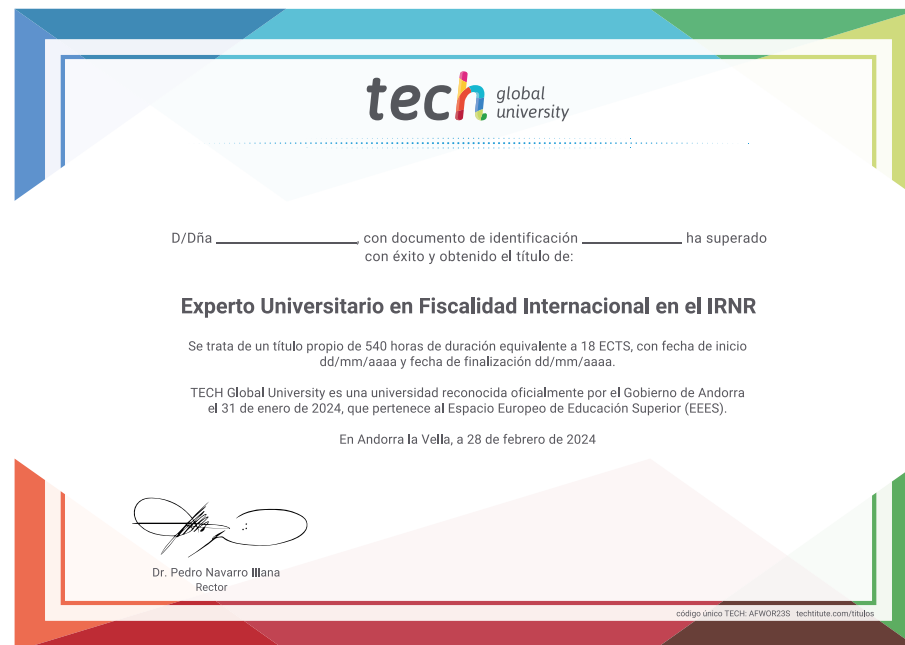 tech global university
D/Dña ____________________, con documento de identificación ______________ ha superado
con éxito y obtenido el título de:
Experto Universitario en Fiscalidad Internacional en el IRNR
Se trata de un título propio de 540 horas de duración equivalente a 18 ECTS, con fecha de inicio
dd/mm/aaaa y fecha de finalización dd/mm/aaaa.
TECH Global University es una universidad reconocida oficialmente por el Gobierno de Andorra
el 31 de enero de 2024, que pertenece al Espacio Europeo de Educación Superior (EEES).
En Andorra la Vella, a 28 de febrero de 2024
Dr. Pedro Navarro Illana
Rector
código único TECH: AFWOR23S techtitute.com/titulos